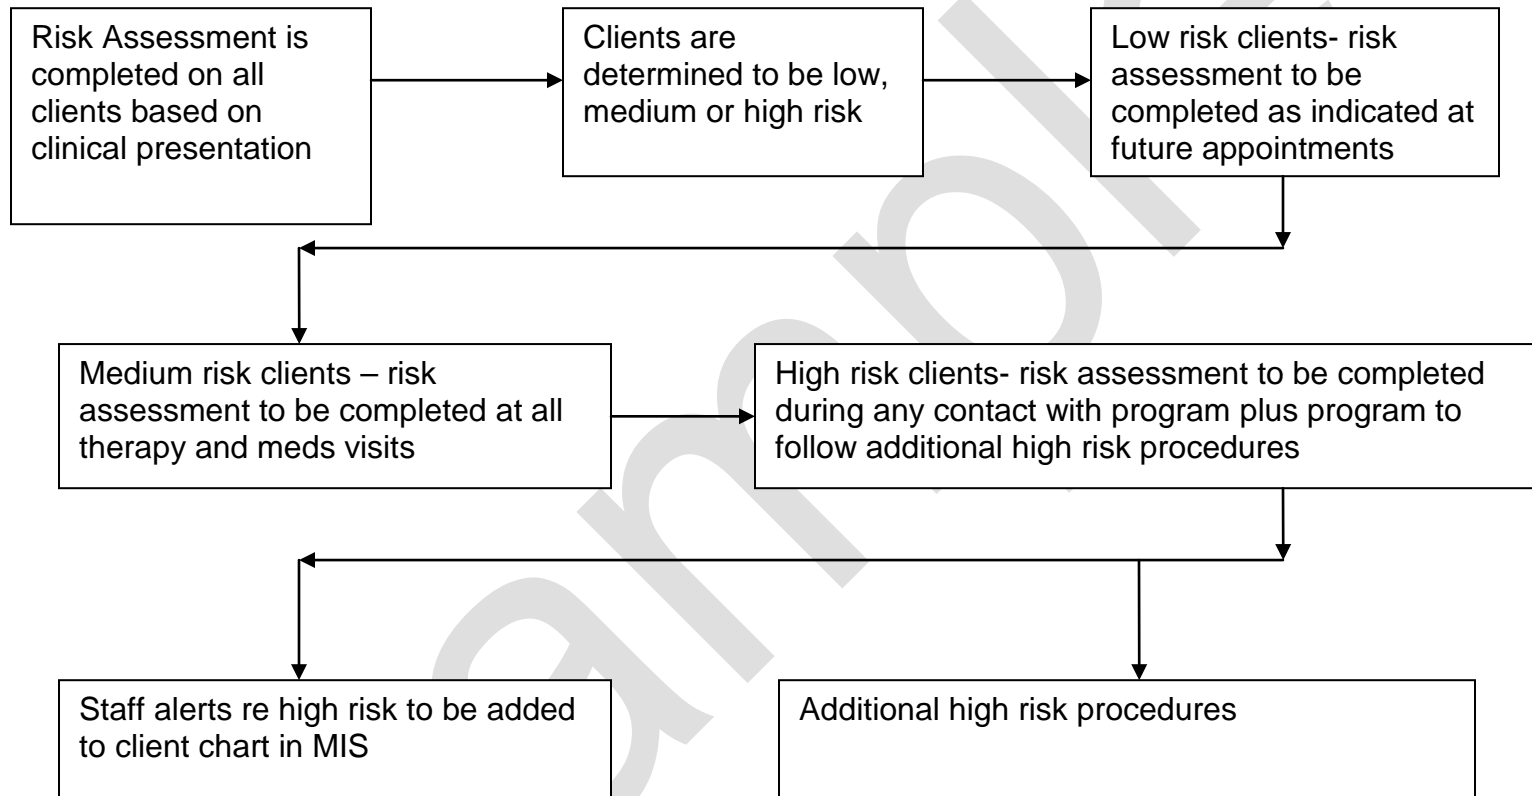 Risk Assessment is
completed on all
clients based on
clinical presentation
Clients are
determined to be low,
medium or high risk
Low risk clients- risk
assessment to be
completed as indicated at
future appointments
Medium risk clients – risk
assessment to be completed at all
therapy and meds visits
High risk clients- risk assessment to be completed
during any contact with program plus program to
follow additional high risk procedures
Staff alerts re high risk to be added
to client chart in MIS
Additional high risk procedures
ampl